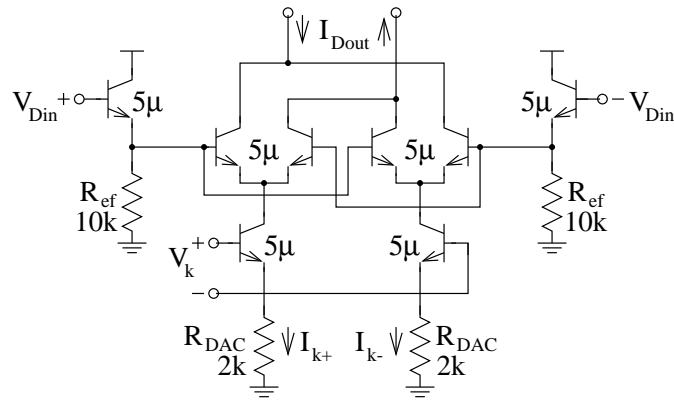 I_Dout
V_Din + 5µ
5µ − V_Din
5µ 5µ
R_ef 10k
R_ef 10k
V_k + − 5µ
5µ
R_DAC 2k I_k+
I_k- R_DAC 2k